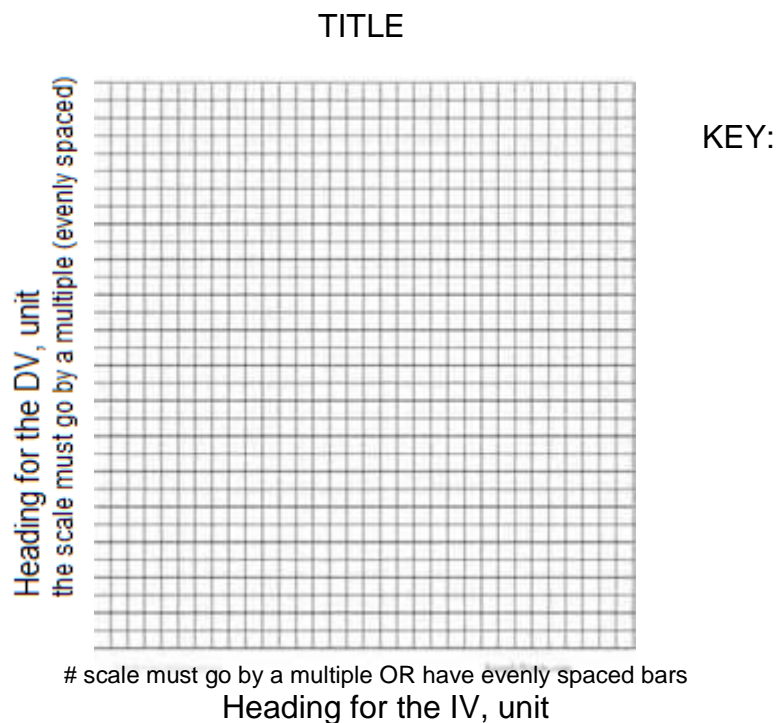 TITLE
KEY:
Heading for the DV, unit
the scale must go by a multiple (evenly spaced)
# scale must go by a multiple OR have evenly spaced bars
Heading for the IV, unit